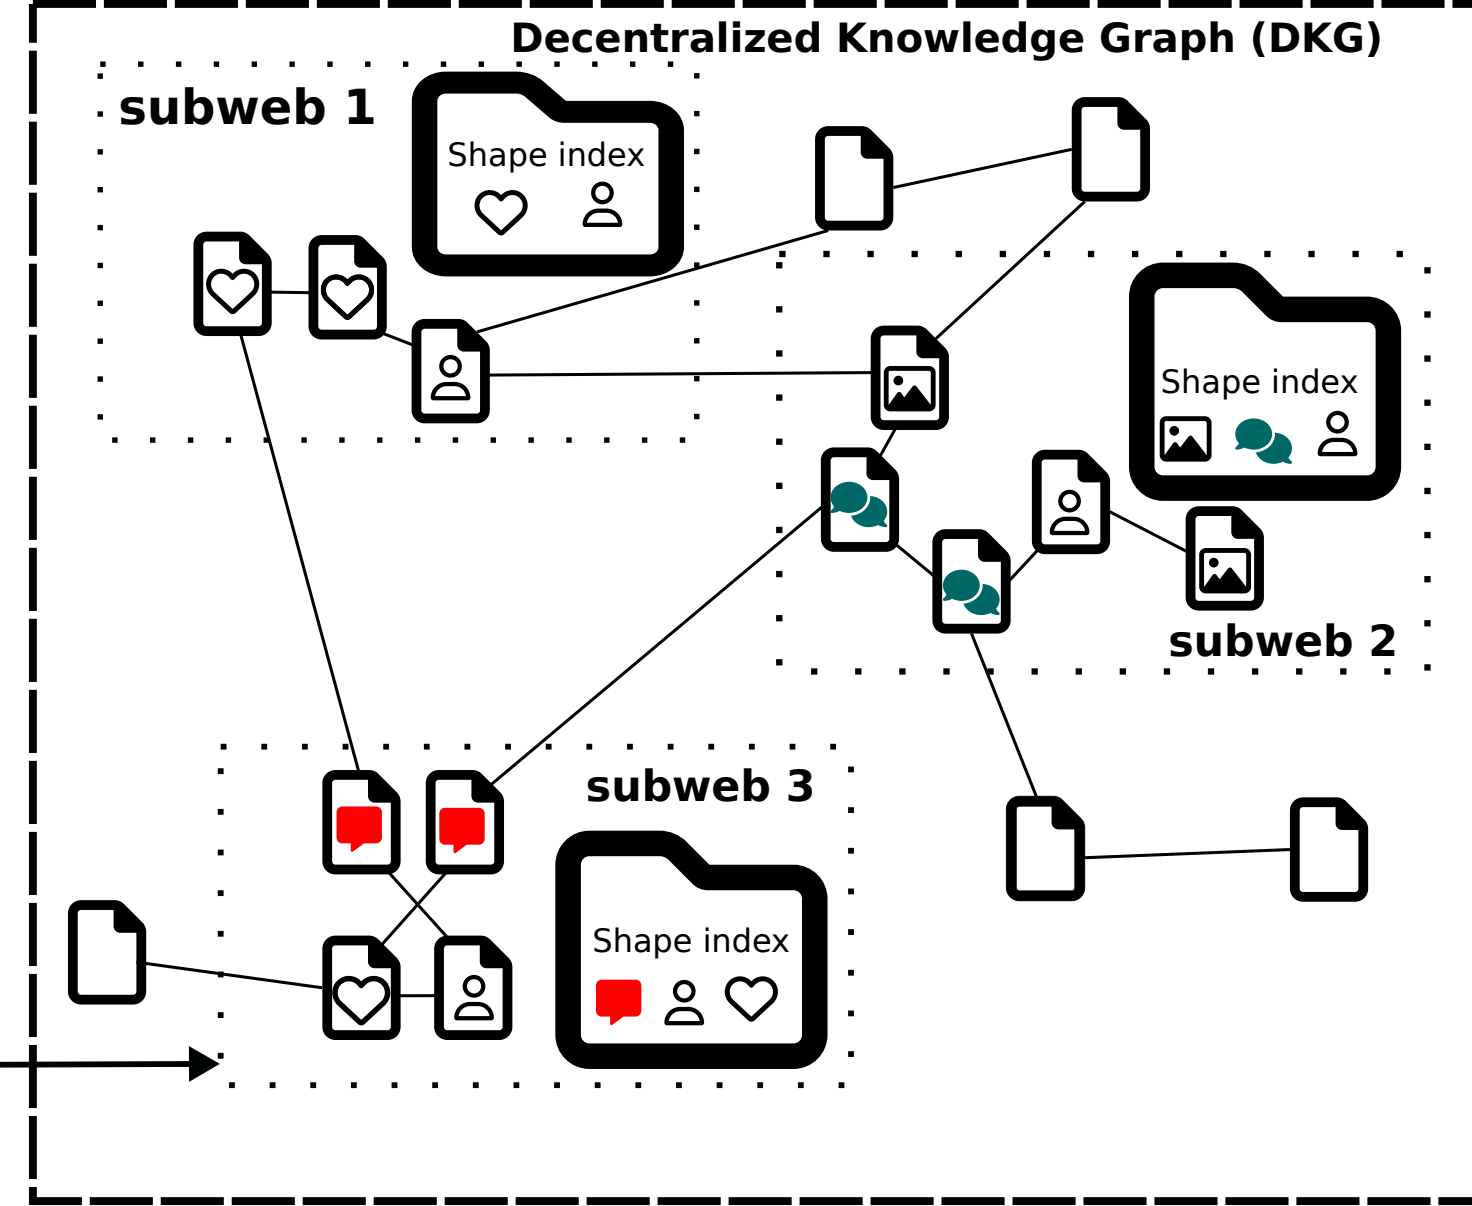 Decentralized Knowledge Graph (DKG)
subweb 1
Shape index
Shape index
subweb 2
subweb 3
Shape index